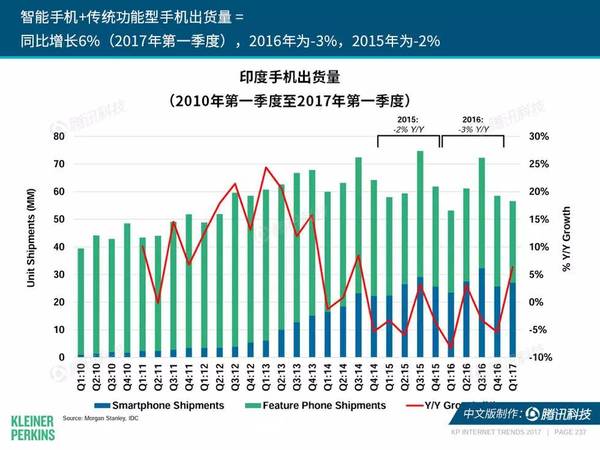 智能手机+传统功能型手机出货量 =
同比增长6%（2017年第一季度），2016年为-3%，2015年为-2%
印度手机出货量
（2010年第一季度至2017年第一季度）
腾讯科技
2015:
-2% Y/Y
2016:
-3% Y/Y
80
70
60
50
40
30
20
10
0
Unit Shipments (MM)
30%
25%
20%
15%
10%
5%
0%
-5%
-10%
% Y/Y Growth
Q1:10
Q2:10
Q3:10
Q4:10
Q1:11
Q2:11
Q3:11
Q4:11
Q1:12
Q2:12
Q3:12
Q4:12
Q1:13
Q2:13
Q3:13
Q4:13
Q1:14
Q2:14
Q3:14
Q4:14
Q1:15
Q2:15
Q3:15
Q4:15
Q1:16
Q2:16
Q3:16
Q4:16
Q1:17
Smartphone Shipments
Feature Phone Shipments
Y/Y Growth
Source: Morgan Stanley, IDC
KLEINER
PERKINS
中文版制作：腾讯科技
KP INTERNET TRENDS 2017 | PAGE 237